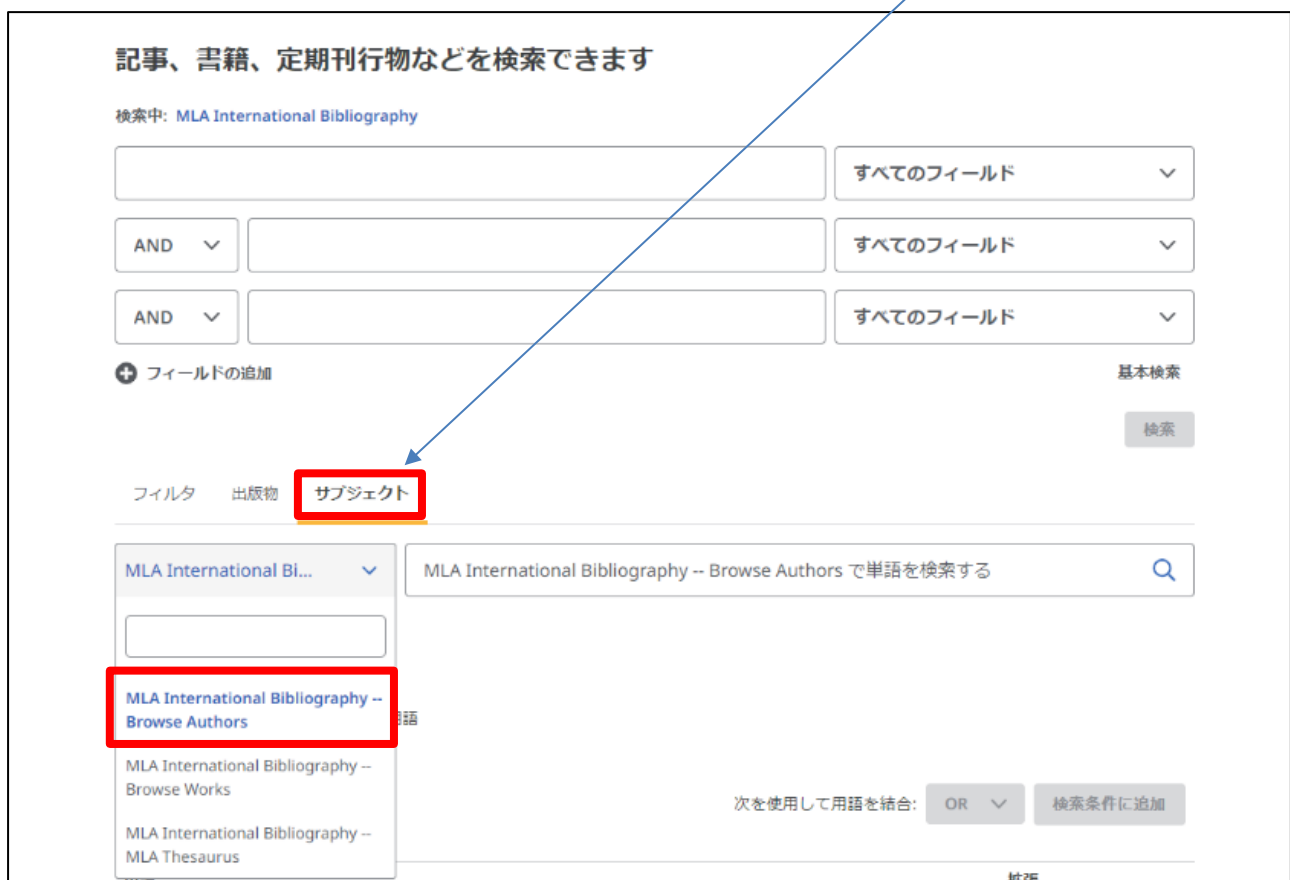 記事、書籍、定期刊行物などを検索できます
検索中: MLA International Bibliography
すべてのフィールド
AND
すべてのフィールド
AND
すべてのフィールド
フィールドの追加
基本検索
検索
フィルタ 出版物 サブジェクト
MLA International Bi...
MLA International Bibliography -- Browse Authors で単語を検索する
MLA International Bibliography --
Browse Authors
MLA International Bibliography --
Browse Works
次を使用して用語を結合: OR 検索条件に追加
MLA International Bibliography --
MLA Thesaurus